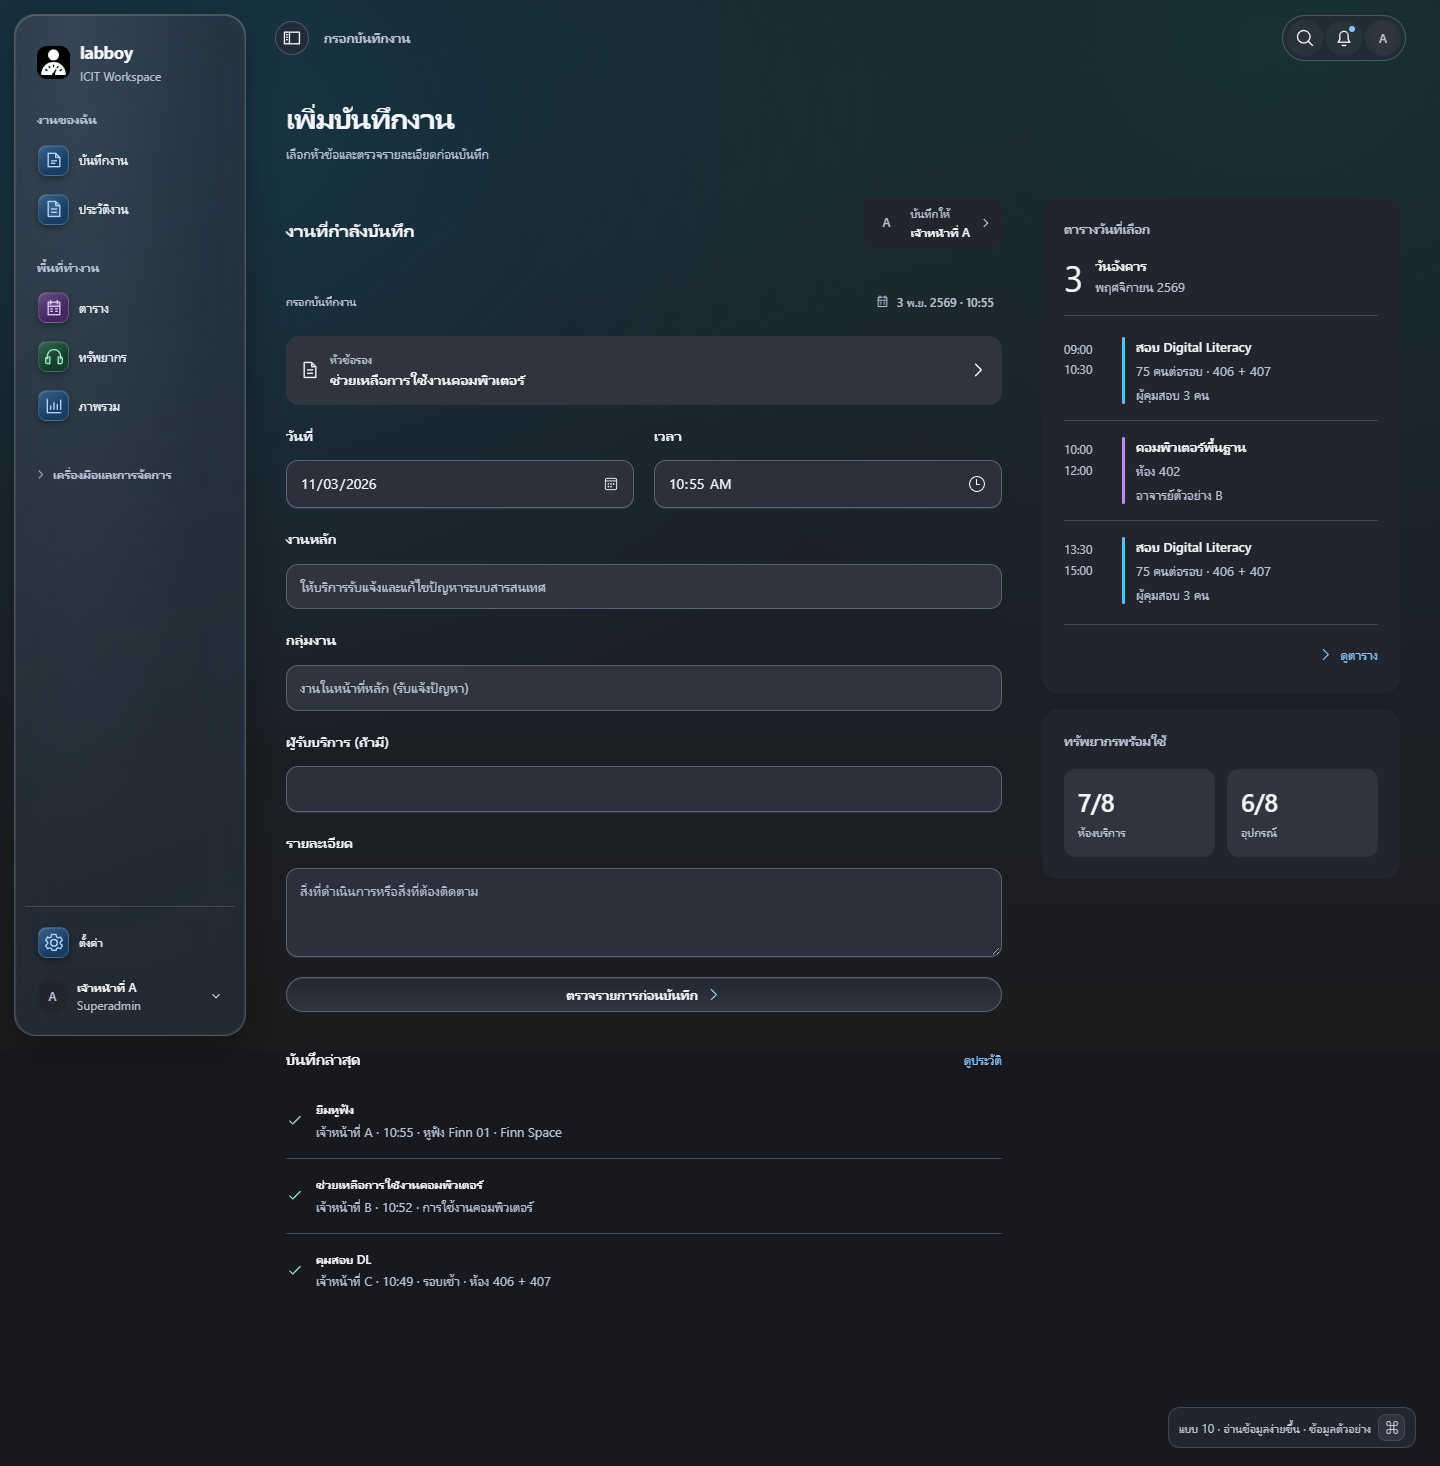 labboy
ICIT Workspace
งานของฉัน
บันทึกงาน
ประวัติงาน
พื้นที่ทำงาน
ตาราง
ทรัพยากร
ภาพรวม
เครื่องมือและการจัดการ
ตั้งค่า
A
เจ้าหน้าที่ A
Superadmin
กรอกบันทึกงาน
A
เพิ่มบันทึกงาน
เลือกหัวข้อและตรวจรายละเอียดก่อนบันทึก
งานที่กำลังบันทึก
A
บันทึกให้
เจ้าหน้าที่ A
กรอกบันทึกงาน
3 พ.ย. 2569 · 10:55
หัวข้อรอง
ช่วยเหลือการใช้งานคอมพิวเตอร์
วันที่
เวลา
11/03/2026
10:55 AM
งานหลัก
ให้บริการรับแจ้งและแก้ไขปัญหาระบบสารสนเทศ
กลุ่มงาน
งานในหน้าที่หลัก (รับแจ้งปัญหา)
ผู้รับบริการ (ถ้ามี)
รายละเอียด
สิ่งที่ดำเนินการหรือสิ่งที่ต้องติดตาม
ตรวจรายการก่อนบันทึก
บันทึกล่าสุด
ดูประวัติ
ยืมหูฟัง
เจ้าหน้าที่ A · 10:55 · หูฟัง Finn 01 · Finn Space
ช่วยเหลือการใช้งานคอมพิวเตอร์
เจ้าหน้าที่ B · 10:52 · การใช้งานคอมพิวเตอร์
คุมสอบ DL
เจ้าหน้าที่ C · 10:49 · รอบเช้า · ห้อง 406 + 407
ตารางวันที่เลือก
3
วันอังคาร
พฤศจิกายน 2569
09:00
10:30
สอบ Digital Literacy
75 คนต่อรอบ · 406 + 407
ผู้คุมสอบ 3 คน
10:00
12:00
คอมพิวเตอร์พื้นฐาน
ห้อง 402
อาจารย์ตัวอย่าง B
13:30
15:00
สอบ Digital Literacy
75 คนต่อรอบ · 406 + 407
ผู้คุมสอบ 3 คน
ดูตาราง
ทรัพยากรพร้อมใช้
7/8
ห้องบริการ
6/8
อุปกรณ์
แบบ 10 · อ่านข้อมูลง่ายขึ้น · ข้อมูลตัวอย่าง ⌘